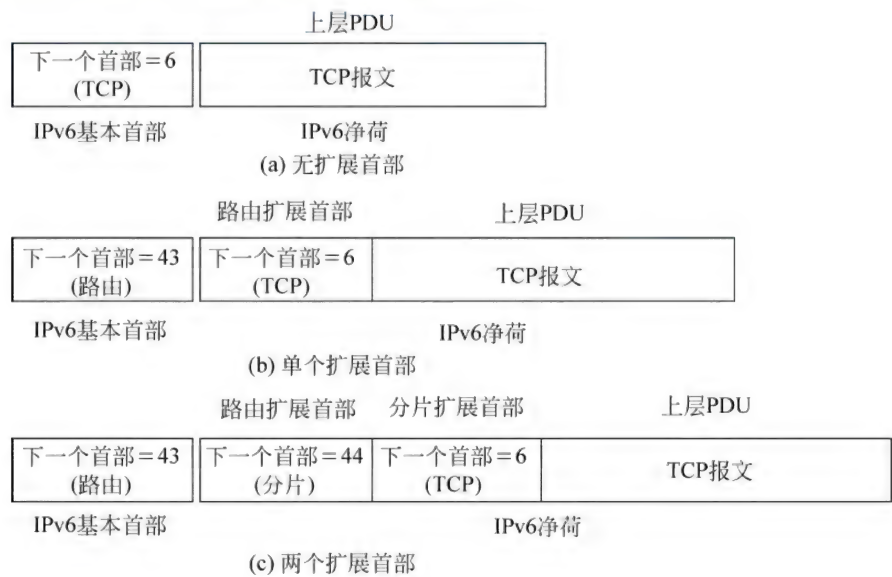 上层PDU
下一个首部=6
(TCP)
TCP报文
IPv6基本首部
IPv6净荷
(a) 无扩展首部
路由扩展首部
上层PDU
下一个首部=43
(路由)
下一个首部=6
(TCP)
TCP报文
IPv6基本首部
IPv6净荷
(b) 单个扩展首部
路由扩展首部
分片扩展首部
上层PDU
下一个首部=43
(路由)
下一个首部=44
(分片)
下一个首部=6
(TCP)
TCP报文
IPv6基本首部
IPv6净荷
(c) 两个扩展首部